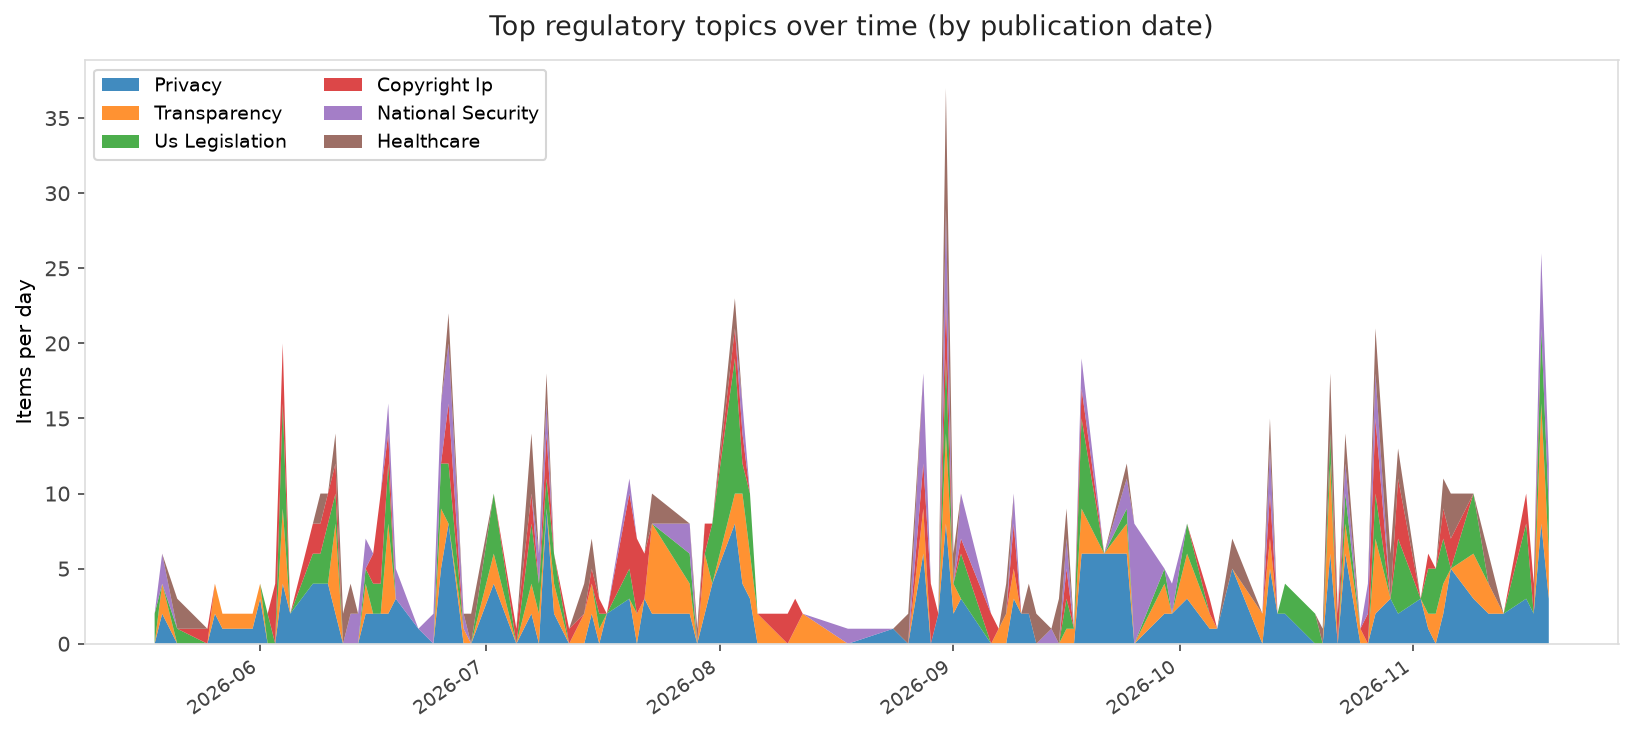 Top regulatory topics over time (by publication date)
Privacy
Transparency
Us Legislation
Copyright Ip
National Security
Healthcare
Items per day
35
30
25
20
15
10
5
0
2026-06
2026-07
2026-08
2026-09
2026-10
2026-11